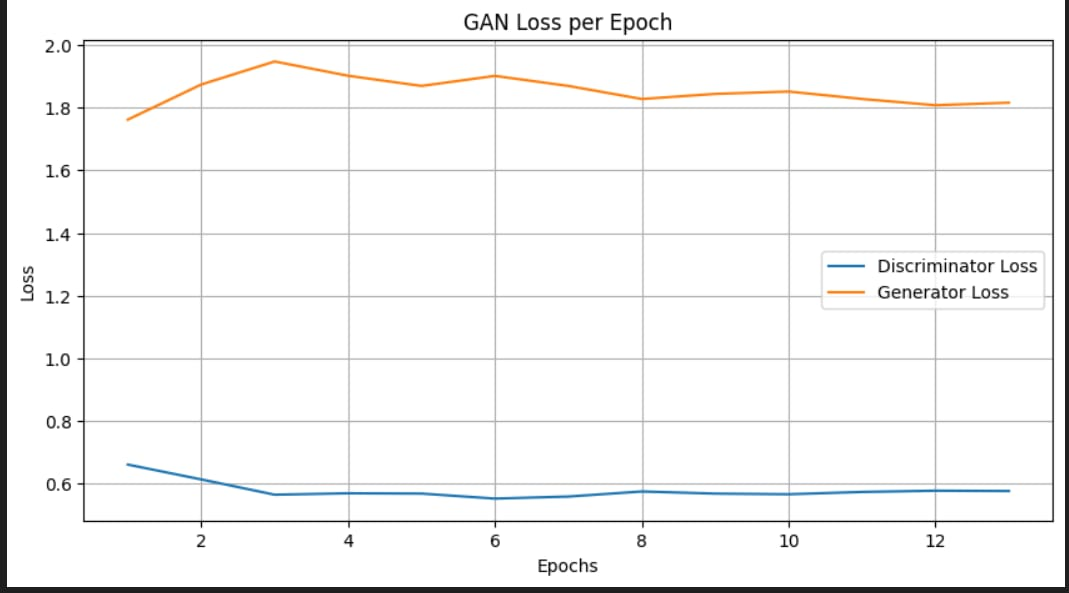 GAN Loss per Epoch
2.0
1.8
1.6
1.4
1.2
1.0
0.8
0.6
Loss
Discriminator Loss
Generator Loss
2 4 6 8 10 12
Epochs